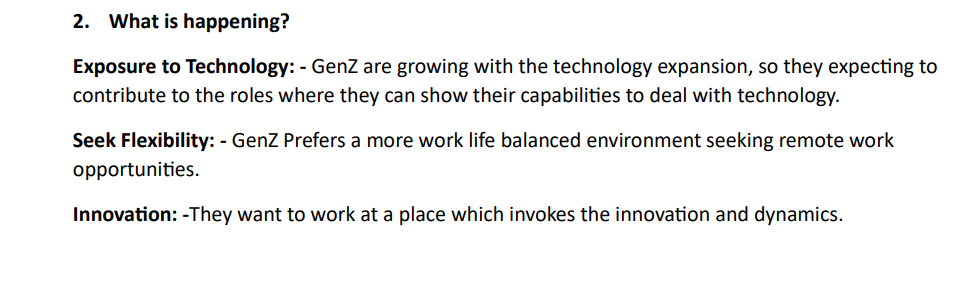 2. What is happening?
Exposure to Technology: - GenZ are growing with the technology expansion, so they expecting to
contribute to the roles where they can show their capabilities to deal with technology.
Seek Flexibility: - GenZ Prefers a more work life balanced environment seeking remote work
opportunities.
Innovation: -They want to work at a place which invokes the innovation and dynamics.